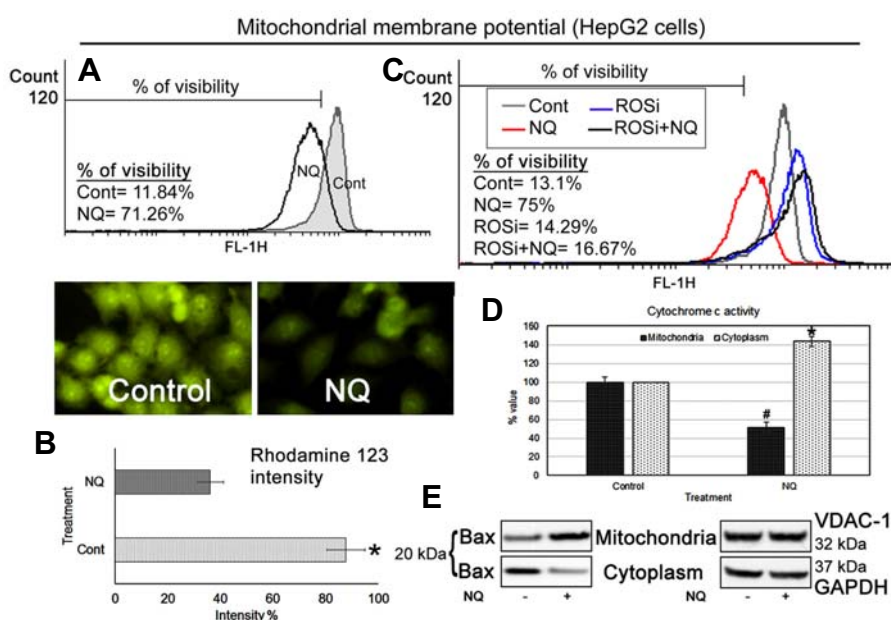 Mitochondrial membrane potential (HepG2 cells)
A
Count
120
% of visibility
% of visibility
Cont= 11.84%
NQ= 71.26%
NQ
Cont
FL-1H
C
Count
120
% of visibility
Cont
ROSi
NQ
ROSi+NQ
% of visibility
Cont= 13.1%
NQ= 75%
ROSi= 14.29%
ROSi+NQ= 16.67%
FL-1H
Control
NQ
B
Rhodamine 123
intensity
Treatment
NQ
Cont
*
0 20 40 60 80 100
Intensity %
D
Cytochrome c activity
Mitochondria Cytoplasm
% value
160
140
120
100
80
60
40
20
0
#
*
Control NQ
Treatment
E
20 kDa
Bax Mitochondria
Bax Cytoplasm
NQ - +
VDAC-1
32 kDa
37 kDa
GAPDH
NQ - +